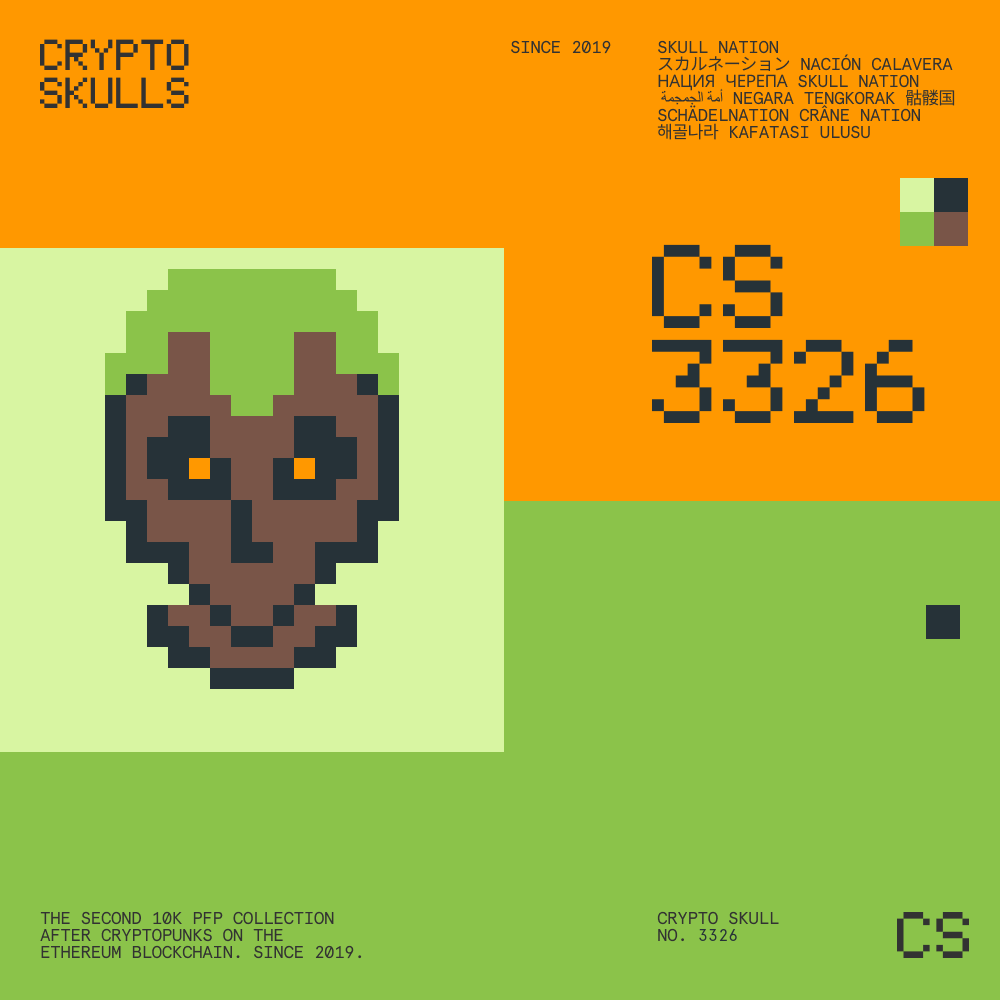 CRYPTO
SKULLS
SINCE 2019
SKULL NATION
スカルネーション NACIÓN CALAVERA
НАЦИЯ ЧЕРЕПА SKULL NATION
أمة الجمجمة NEGARA TENGKORAK 骷髅国
SCHÄDELNATION CRÂNE NATION
해골나라 KAFATASI ULUSU
CS
3326
THE SECOND 10K PFP COLLECTION
AFTER CRYPTOPUNKS ON THE
ETHEREUM BLOCKCHAIN. SINCE 2019.
CRYPTO SKULL
NO. 3326
CS